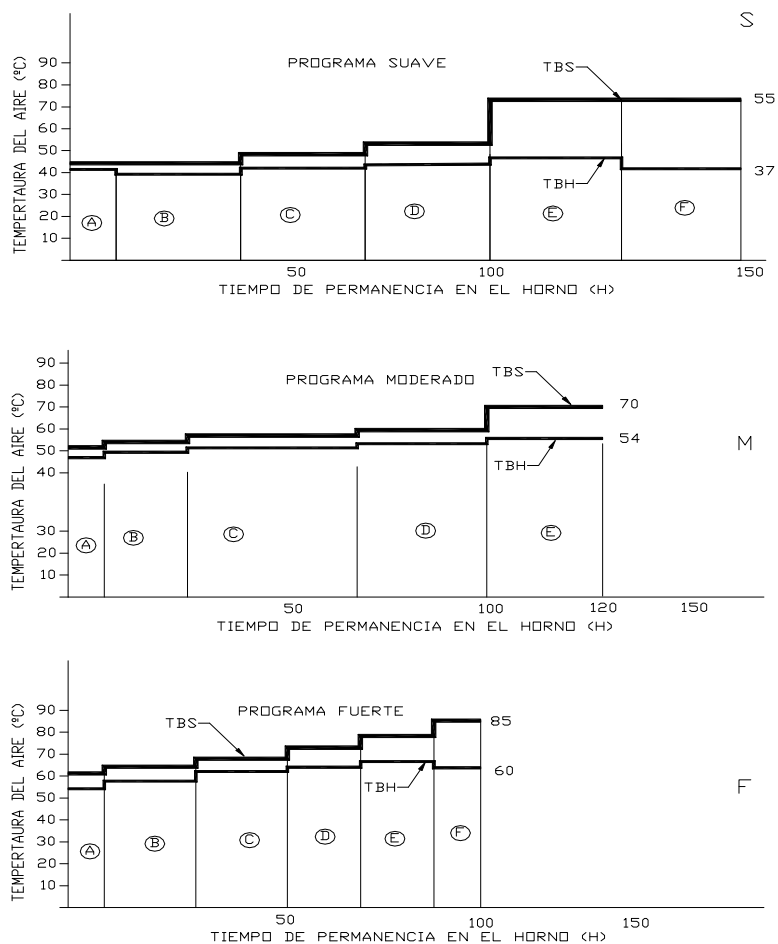 S
PROGRAMA SUAVE
TBS
TBH
55
37
TEMPERTAURA DEL AIRE (ºC)
90
80
70
60
50
40
30
20
10
A
B
C
D
E
F
50
100
150
TIEMPO DE PERMANENCIA EN EL HORNO (H)
PROGRAMA MODERADO
TBS
70
54
TBH
M
TEMPERTAURA DEL AIRE (ºC)
90
80
70
60
50
40
30
20
10
A
B
C
D
E
50
100
120
150
TIEMPO DE PERMANENCIA EN EL HORNO (H)
PROGRAMA FUERTE
TBS
85
60
TBH
F
TEMPERTAURA DEL AIRE (ºC)
90
80
70
60
50
40
30
20
10
A
B
C
D
E
F
50
100
150
TIEMPO DE PERMANENCIA EN EL HORNO (H)